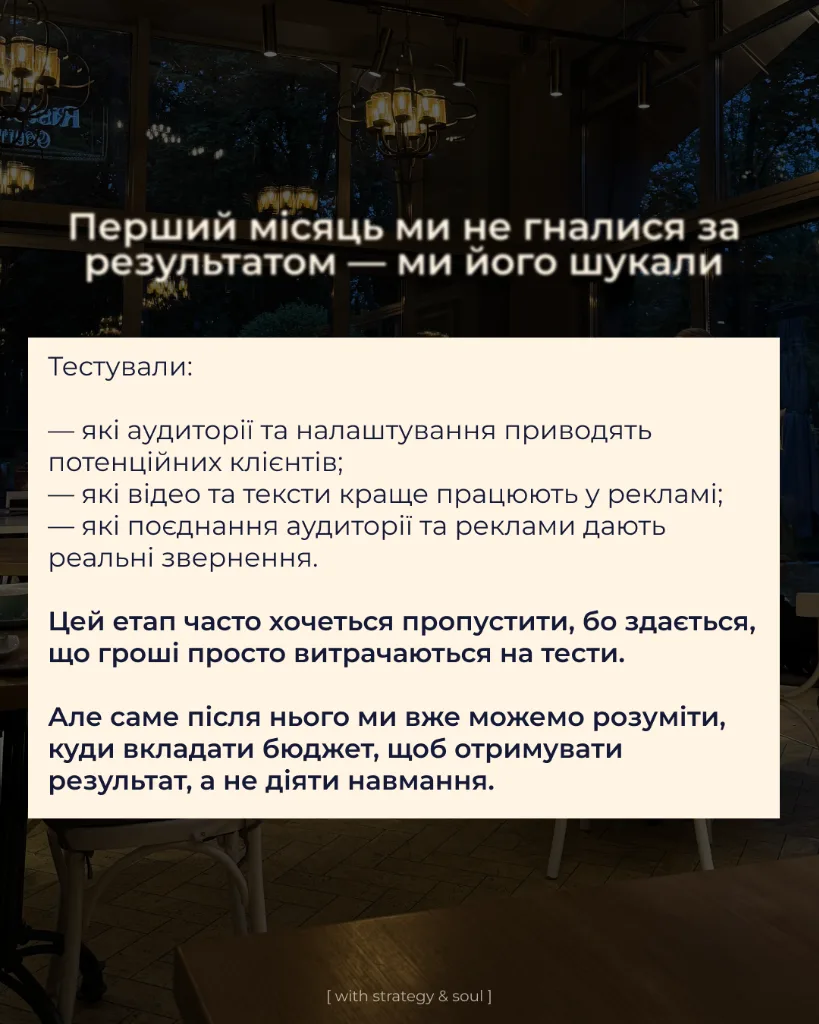 Перший місяць ми не гналися за
результатом — ми його шукали
Тестували:
— які аудиторії та налаштування приводять
потенційних клієнтів;
— які відео та тексти краще працюють у рекламі;
— які поєднання аудиторії та реклами дають
реальні звернення.
Цей етап часто хочеться пропустити, бо здається,
що гроші просто витрачаються на тести.
Але саме після нього ми вже можемо розуміти,
куди вкладати бюджет, щоб отримувати
результат, а не діяти навмання.
[ with strategy & soul ]